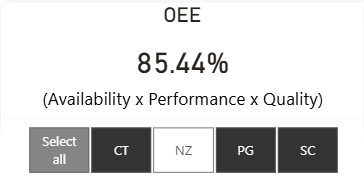 OEE
85.44%
(Availability x Performance x Quality)
Select all
CT
NZ
PG
SC